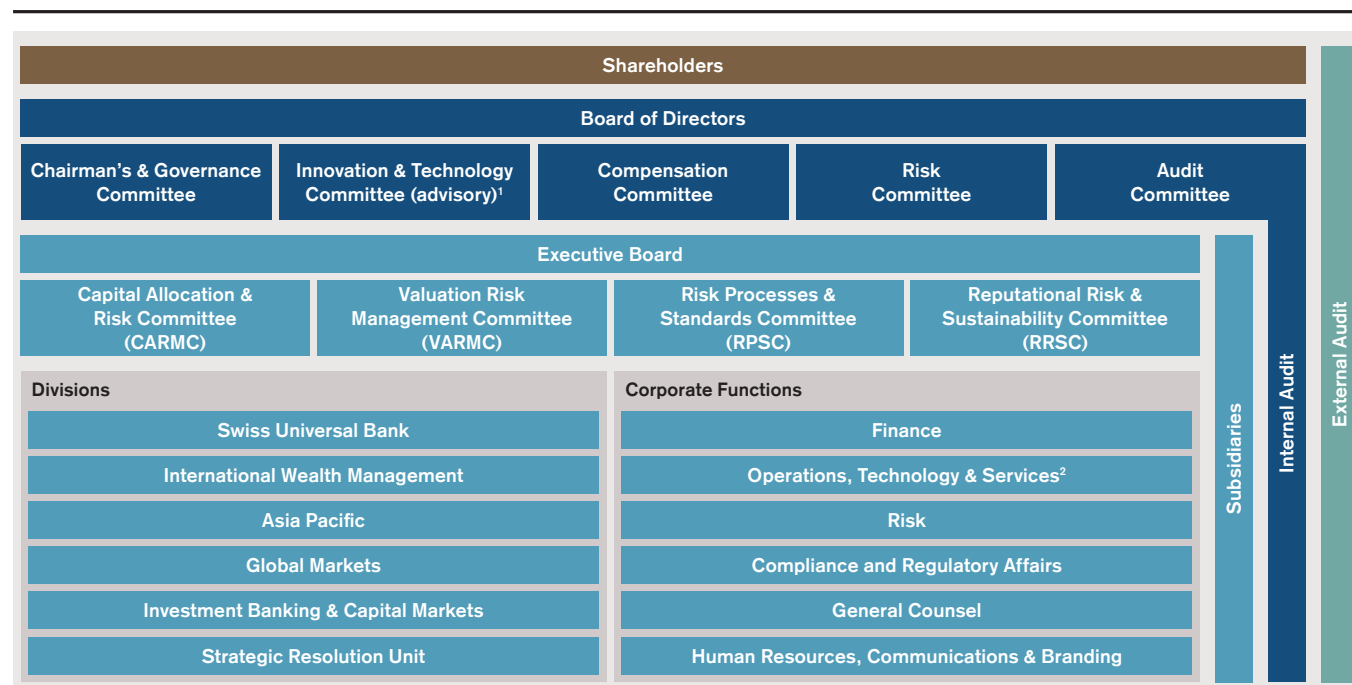 Shareholders
Board of Directors
Chairman’s & Governance
Committee
Innovation & Technology
Committee (advisory)¹
Compensation
Committee
Risk
Committee
Audit
Committee
Executive Board
Capital Allocation &
Risk Committee
(CARMC)
Valuation Risk
Management Committee
(VARMC)
Risk Processes &
Standards Committee
(RPSC)
Reputational Risk &
Sustainability Committee
(RRSC)
Divisions
Swiss Universal Bank
International Wealth Management
Asia Pacific
Global Markets
Investment Banking & Capital Markets
Strategic Resolution Unit
Corporate Functions
Finance
Operations, Technology & Services²
Risk
Compliance and Regulatory Affairs
General Counsel
Human Resources, Communications & Branding
Subsidiaries
Internal Audit
External Audit